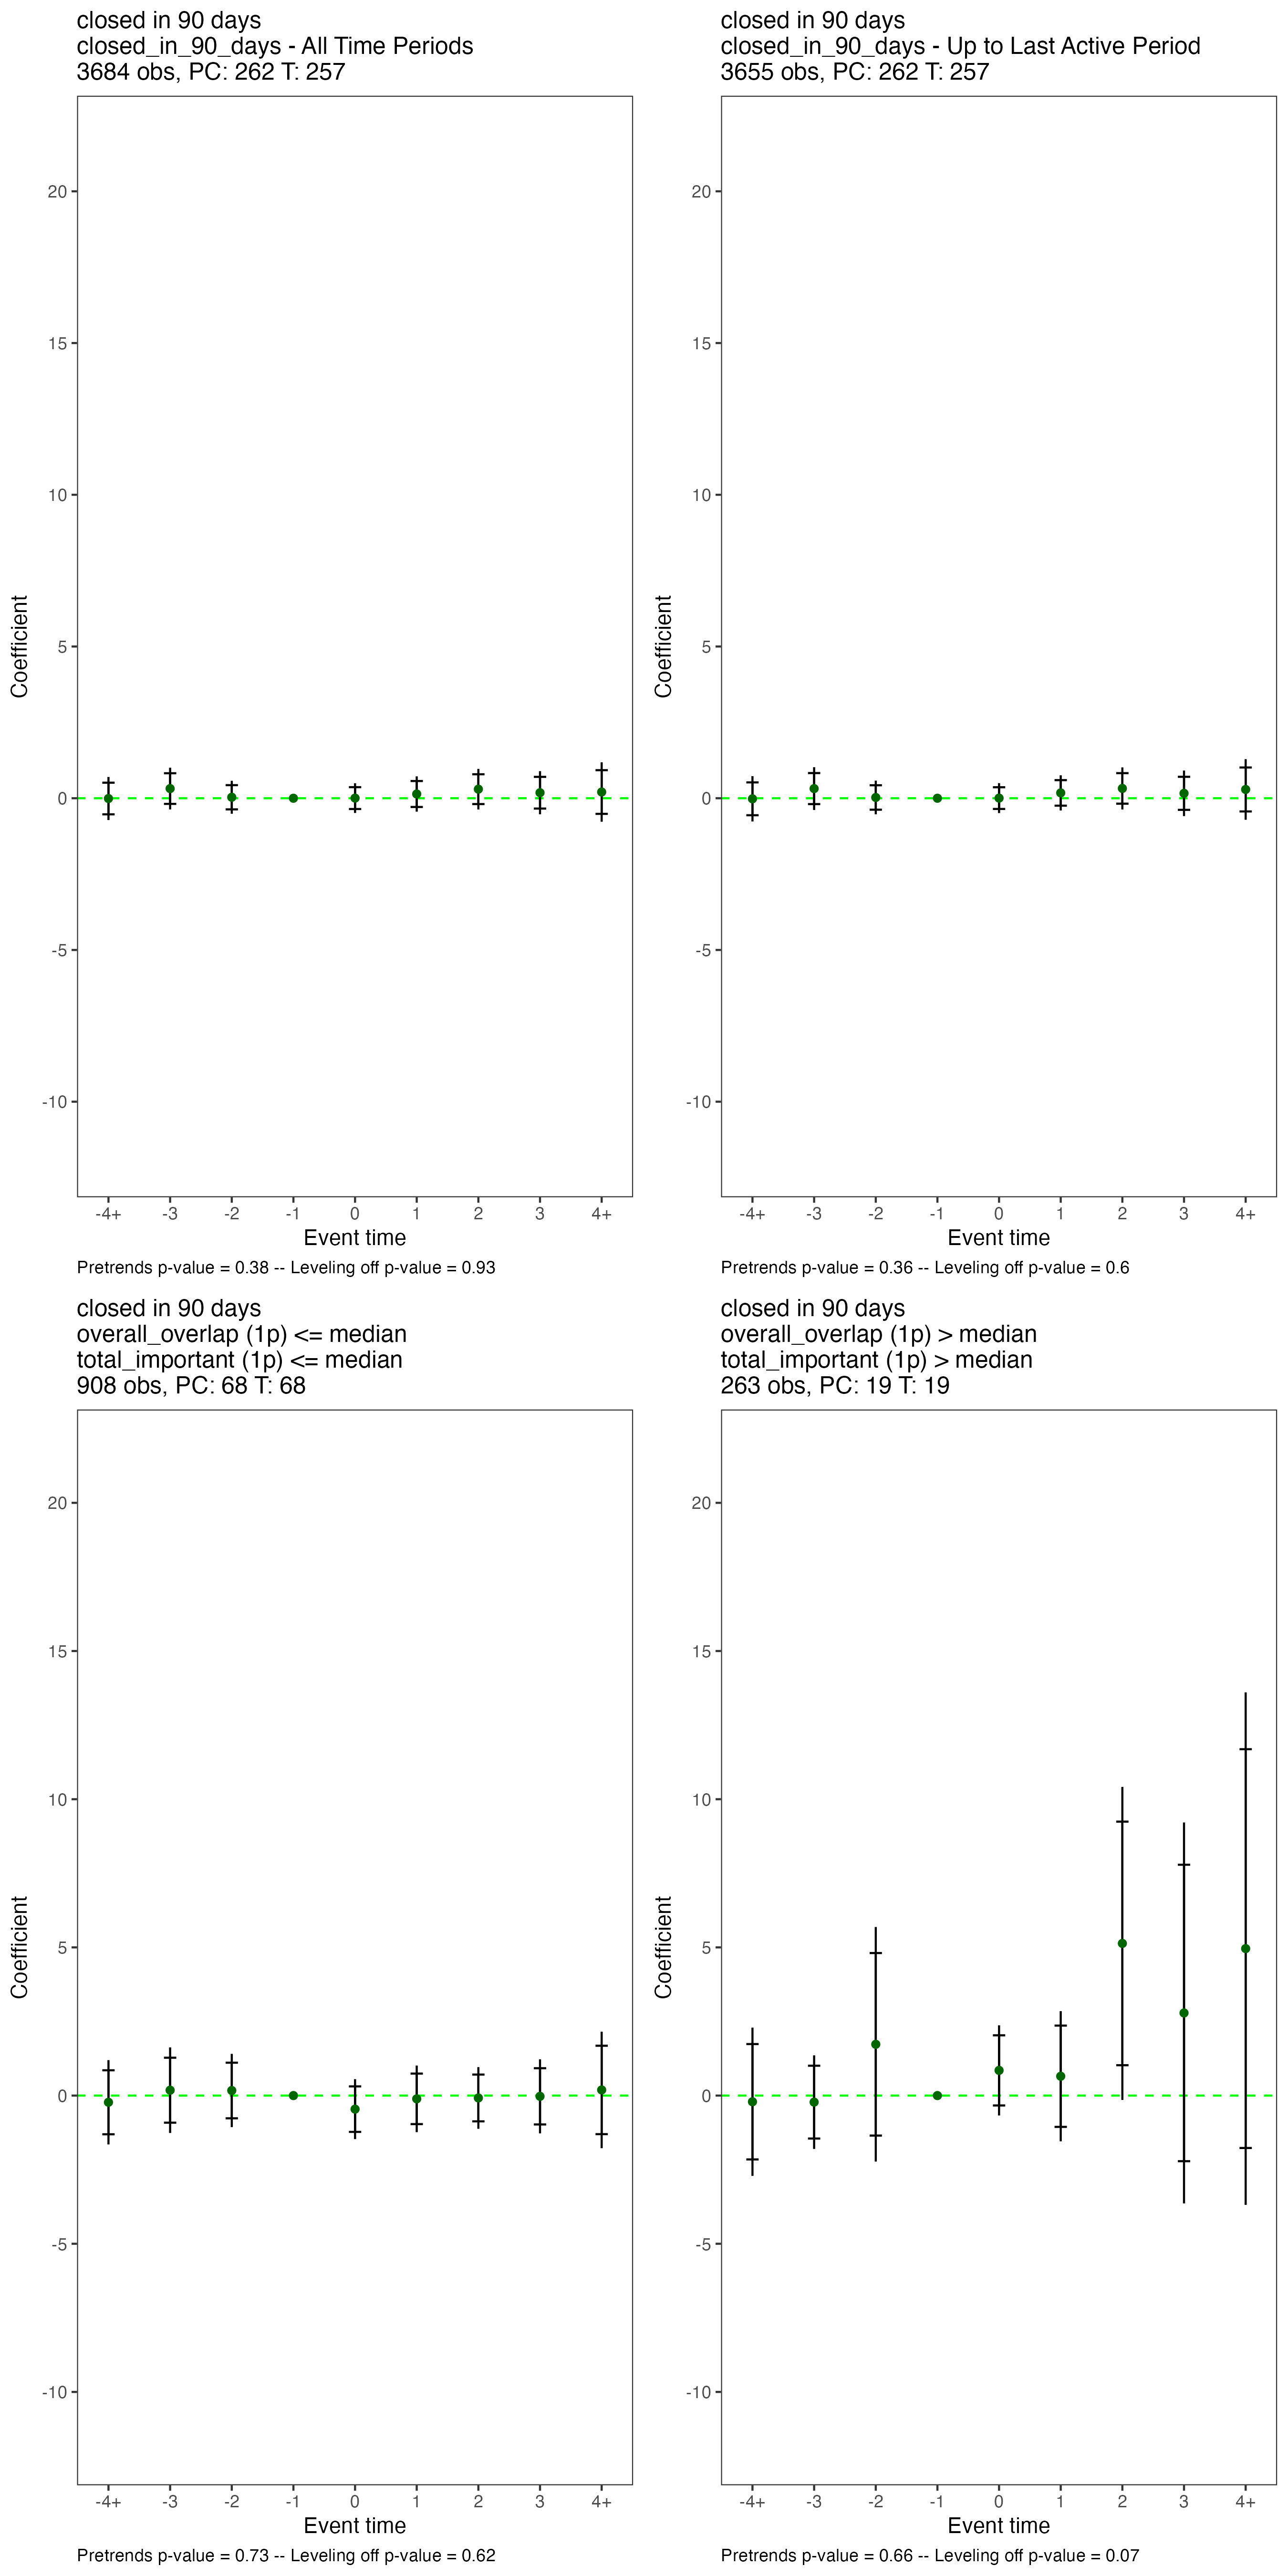 closed in 90 days
closed_in_90_days - All Time Periods
3684 obs, PC: 262 T: 257
Coefficient
20
15
10
5
0
-5
-10
-4+ -3 -2 -1 0 1 2 3 4+
Event time
Pretrends p-value = 0.38 -- Leveling off p-value = 0.93
closed in 90 days
closed_in_90_days - Up to Last Active Period
3655 obs, PC: 262 T: 257
Coefficient
20
15
10
5
0
-5
-10
-4+ -3 -2 -1 0 1 2 3 4+
Event time
Pretrends p-value = 0.36 -- Leveling off p-value = 0.6
closed in 90 days
overall_overlap (1p) <= median
total_important (1p) <= median
908 obs, PC: 68 T: 68
Coefficient
20
15
10
5
0
-5
-10
-4+ -3 -2 -1 0 1 2 3 4+
Event time
Pretrends p-value = 0.73 -- Leveling off p-value = 0.62
closed in 90 days
overall_overlap (1p) > median
total_important (1p) > median
263 obs, PC: 19 T: 19
Coefficient
20
15
10
5
0
-5
-10
-4+ -3 -2 -1 0 1 2 3 4+
Event time
Pretrends p-value = 0.66 -- Leveling off p-value = 0.07